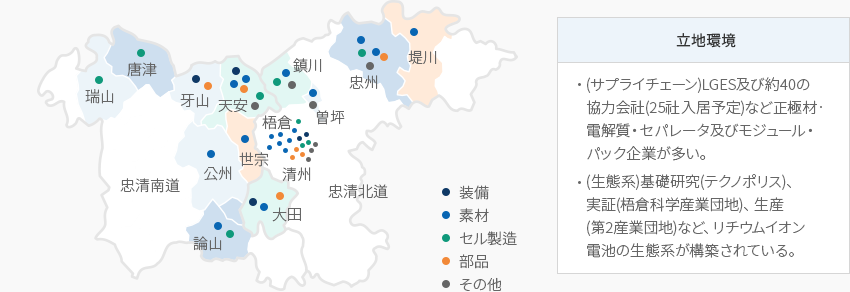 鎮川
堤川
唐津
忠州
瑞山
牙山
天安
曽坪
梧倉
世宗
公州
清州
忠清南道
忠清北道
大田
論山
装備
素材
セル製造
部品
その他
立地環境
・(サプライチェーン)LGES及び約40の
協力会社(25社入居予定)など正極材·
電解質・セパレータ及びモジュール・
パック企業が多い。
・(生態系)基礎研究(テクノポリス)、
実証(梧倉科学産業団地)、生産
(第2産業団地)など、リチウムイオン
電池の生態系が構築されている。